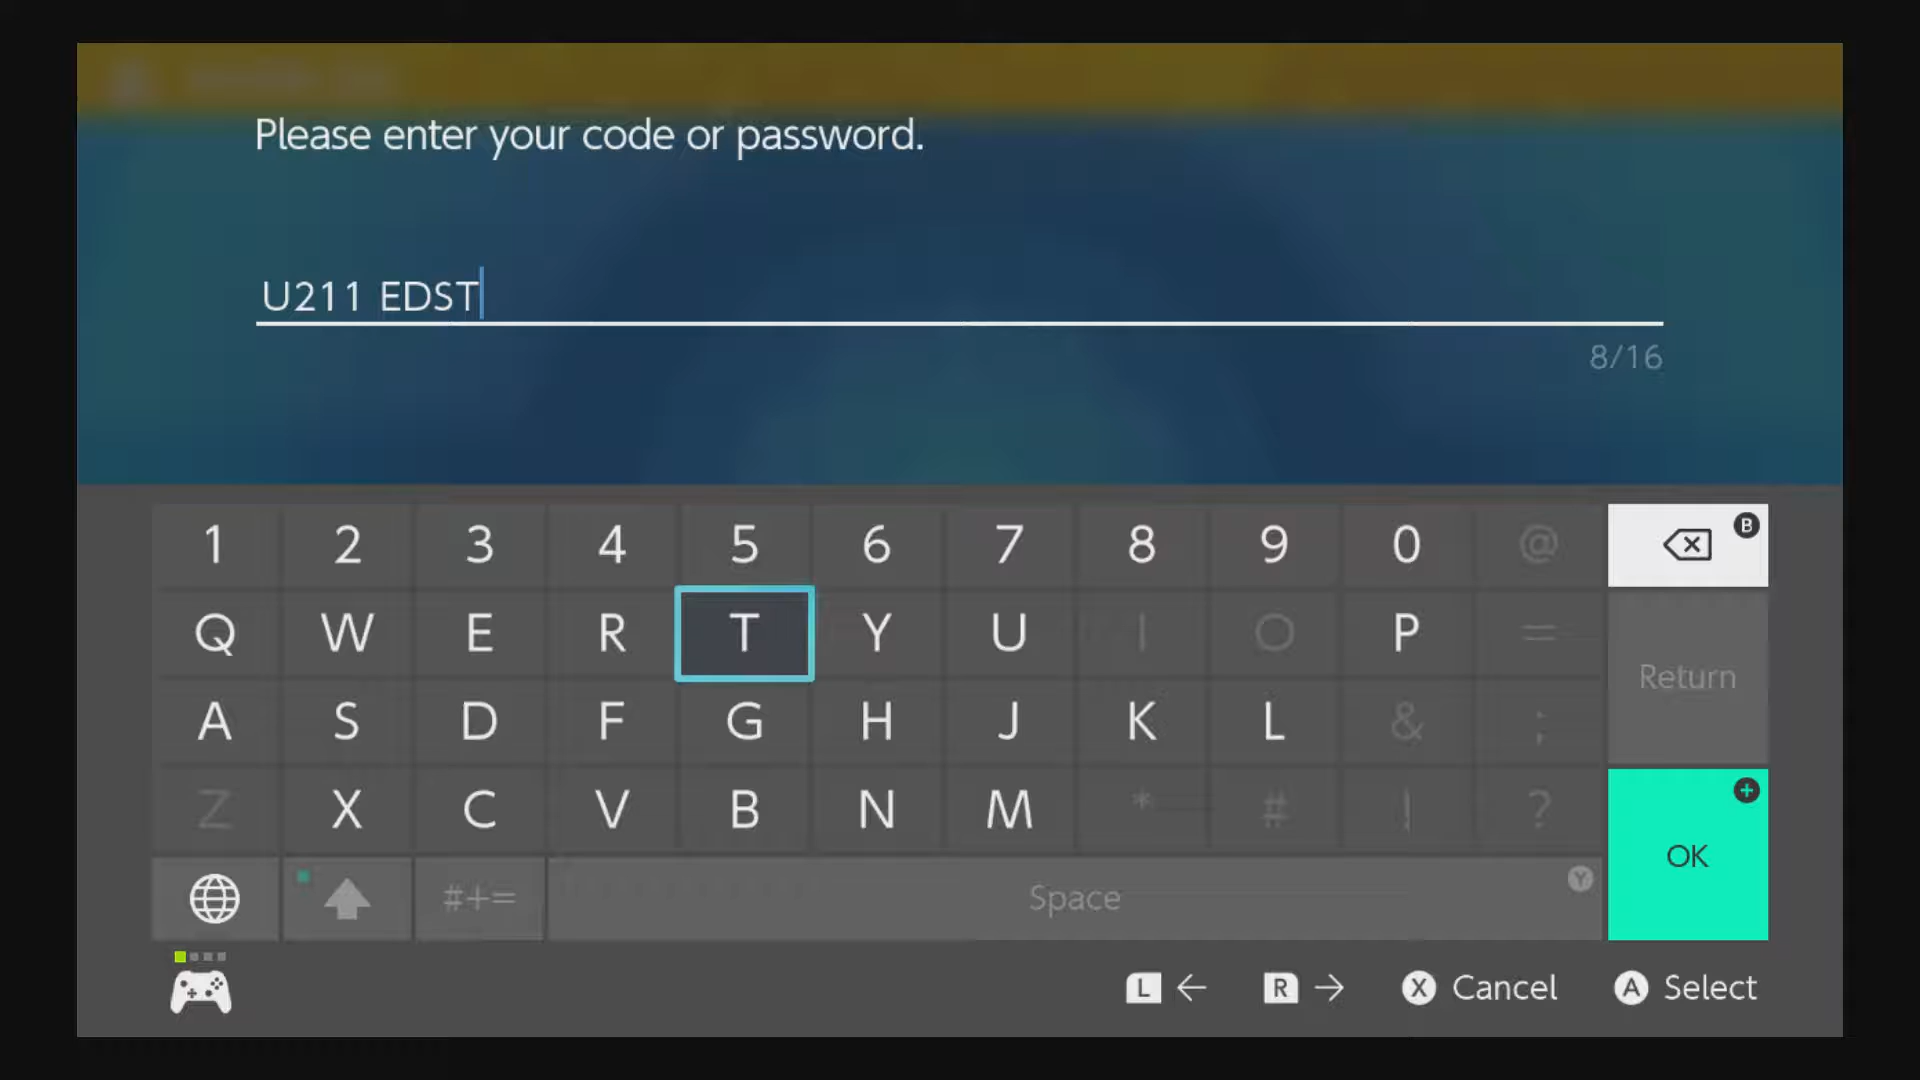 Please enter your code or password.
U211 EDST
8/16
1 2 3 4 5 6 7 8 9 0 @ B
Q W E R T Y U I O P =
Return
A S D F G H J K L & ;
Z X C V B N M * # ! ? +
OK
#+= Space Y
L ← R → X Cancel A Select